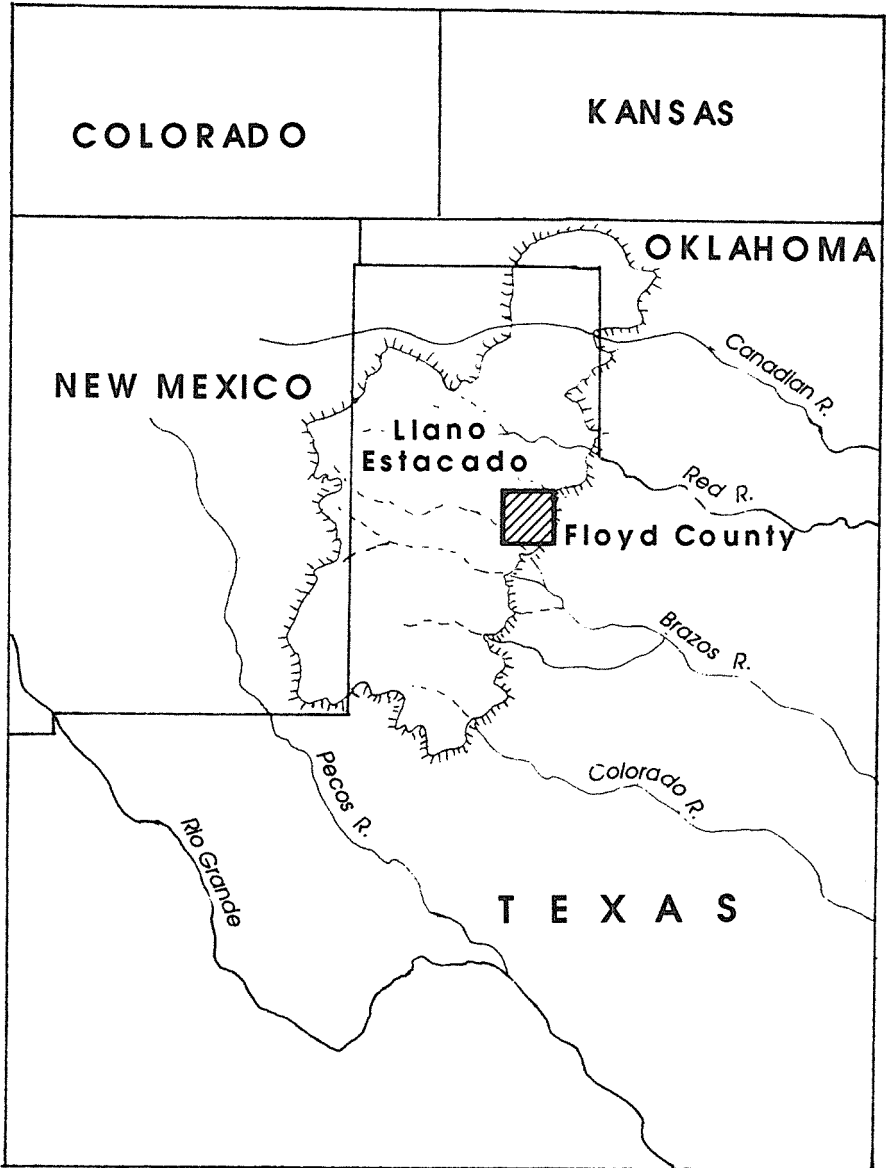 COLORADO
KANSAS
OKLAHOMA
NEW MEXICO
Canadian R.
Llano
Estacado
Red R.
Floyd County
Brazos R.
Pecos R.
Colorado R.
Rio Grande
TEXAS